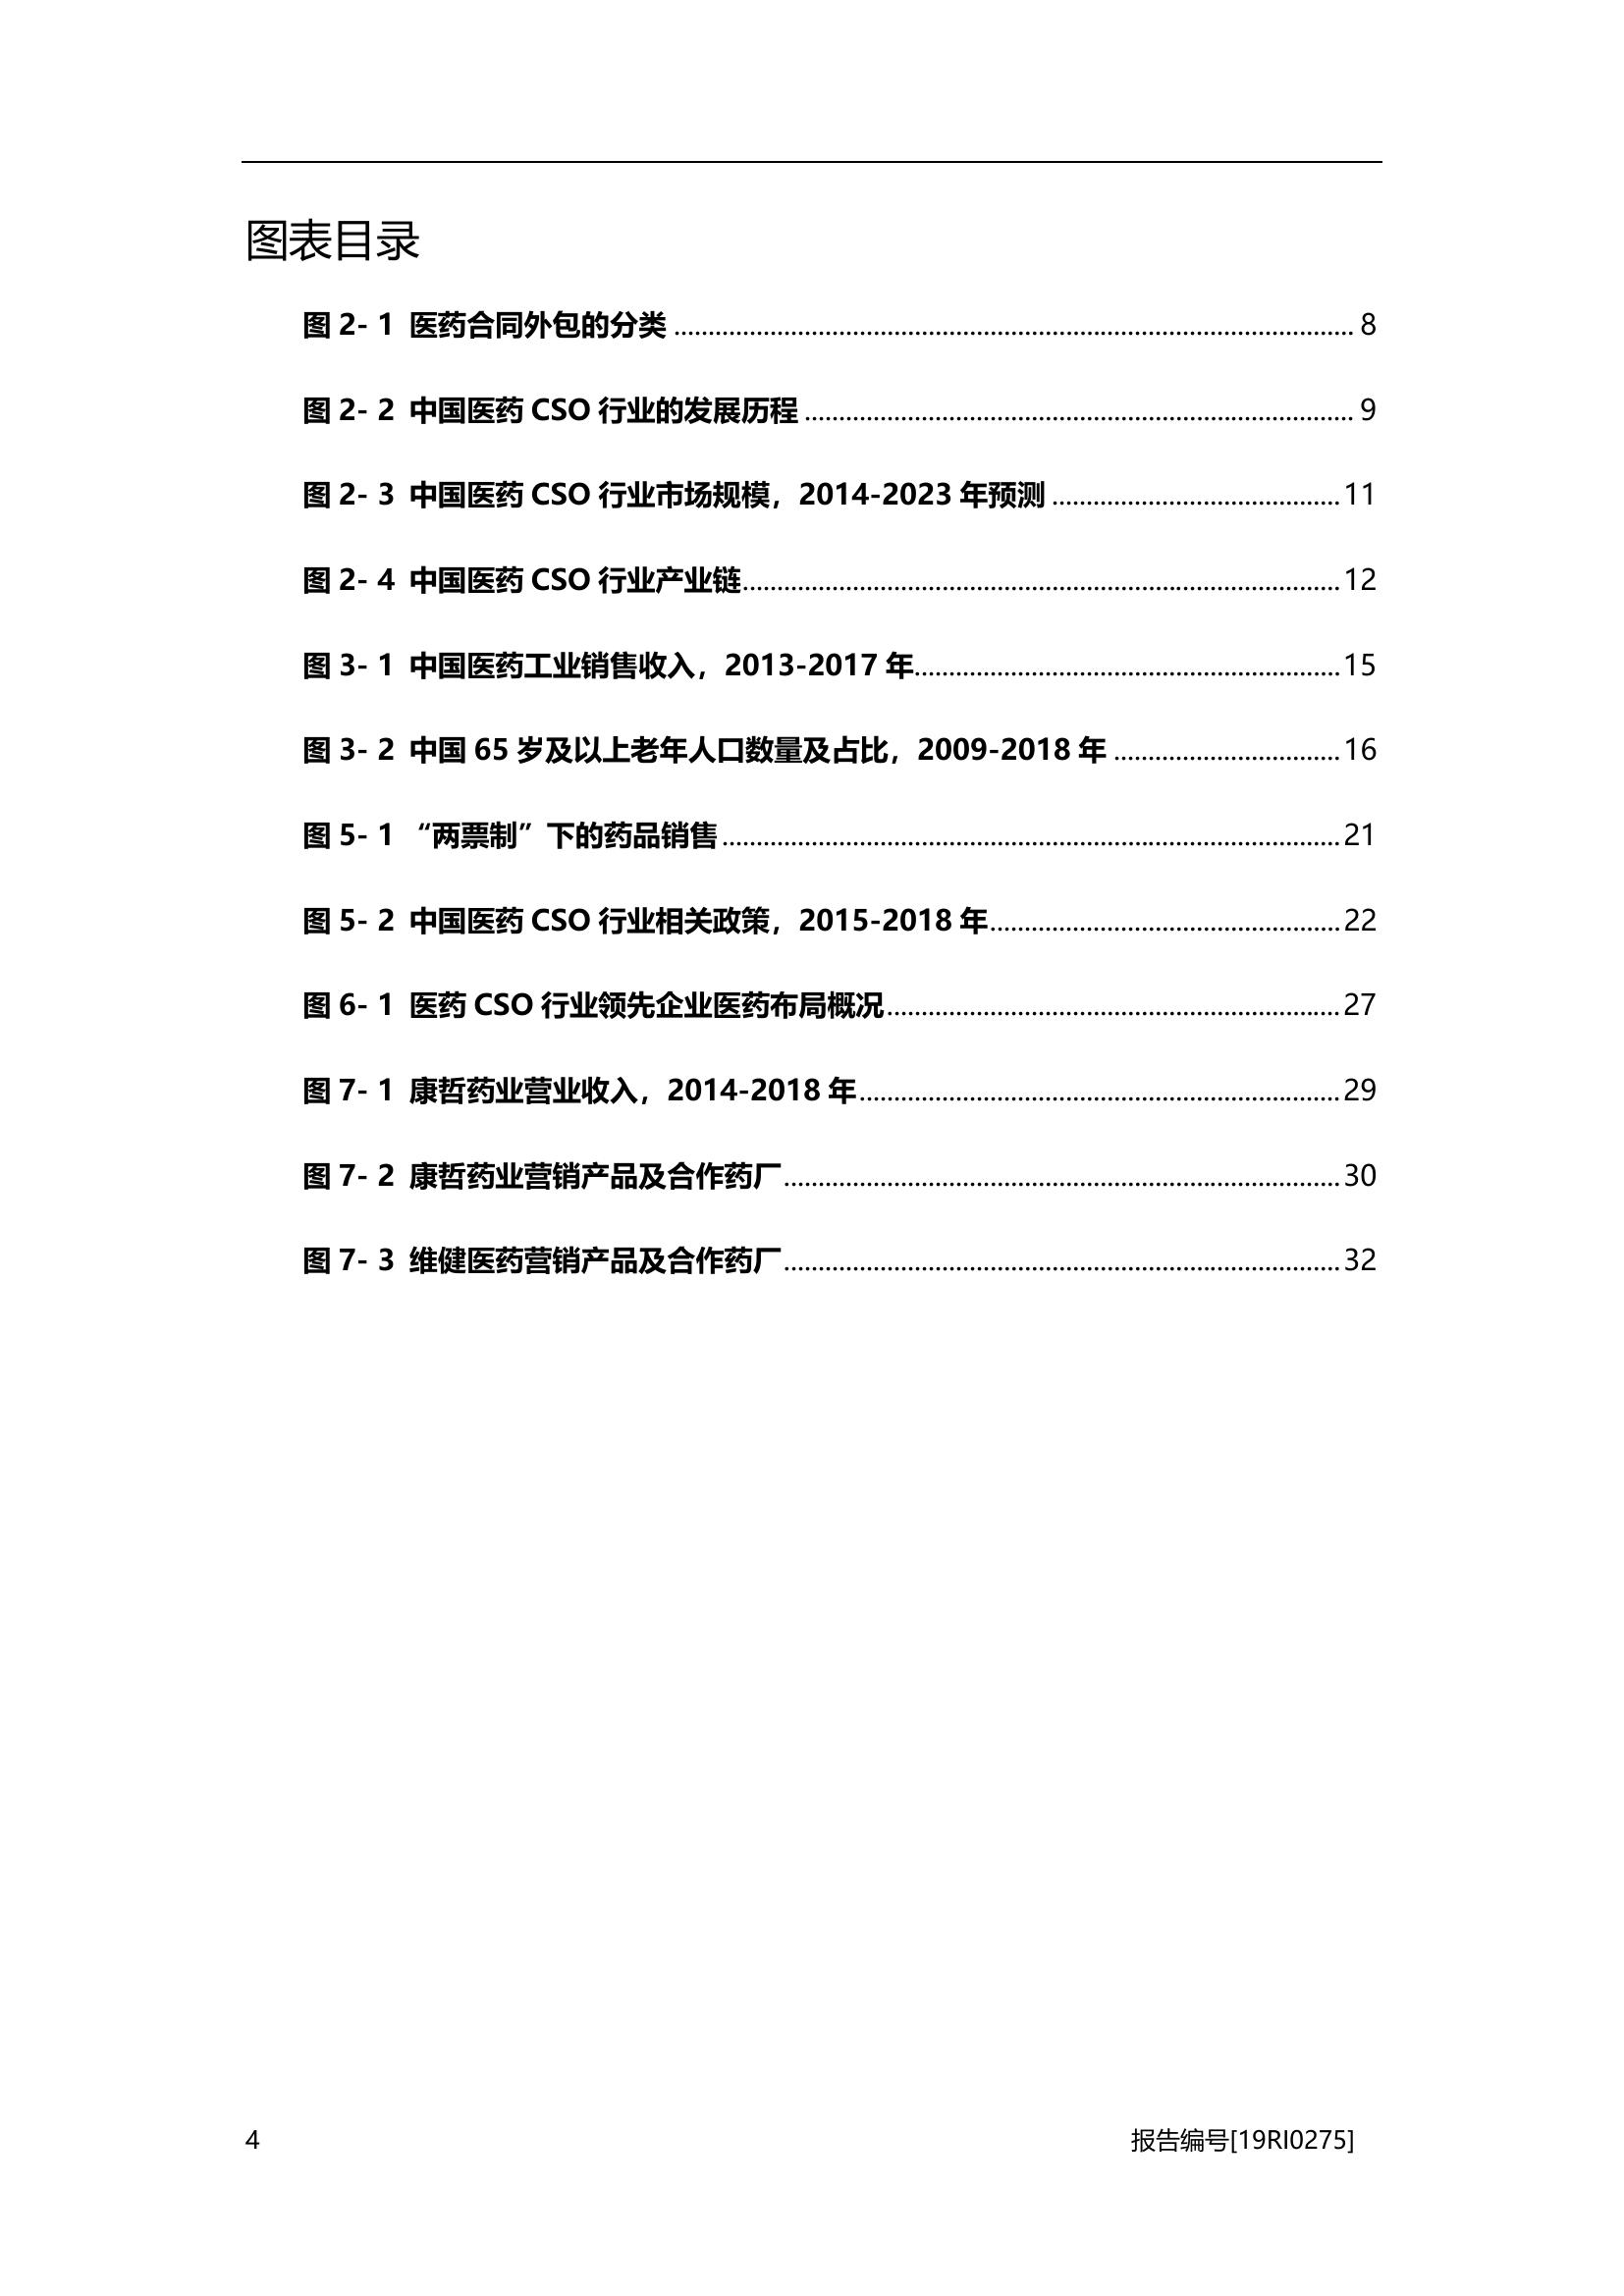 图表目录
图 2- 1 医药合同外包的分类 ........ 8
图 2- 2 中国医药 CSO 行业的发展历程 ........ 9
图 2- 3 中国医药 CSO 行业市场规模，2014-2023 年预测 ........ 11
图 2- 4 中国医药 CSO 行业产业链 ........ 12
图 3- 1 中国医药工业销售收入，2013-2017 年 ........ 15
图 3- 2 中国 65 岁及以上老年人口数量及占比，2009-2018 年 ........ 16
图 5- 1 “两票制”下的药品销售 ........ 21
图 5- 2 中国医药 CSO 行业相关政策，2015-2018 年 ........ 22
图 6- 1 医药 CSO 行业领先企业医药布局概况 ........ 27
图 7- 1 康哲药业营业收入，2014-2018 年 ........ 29
图 7- 2 康哲药业营销产品及合作药厂 ........ 30
图 7- 3 维健医药营销产品及合作药厂 ........ 32
4 报告编号[19RI0275]